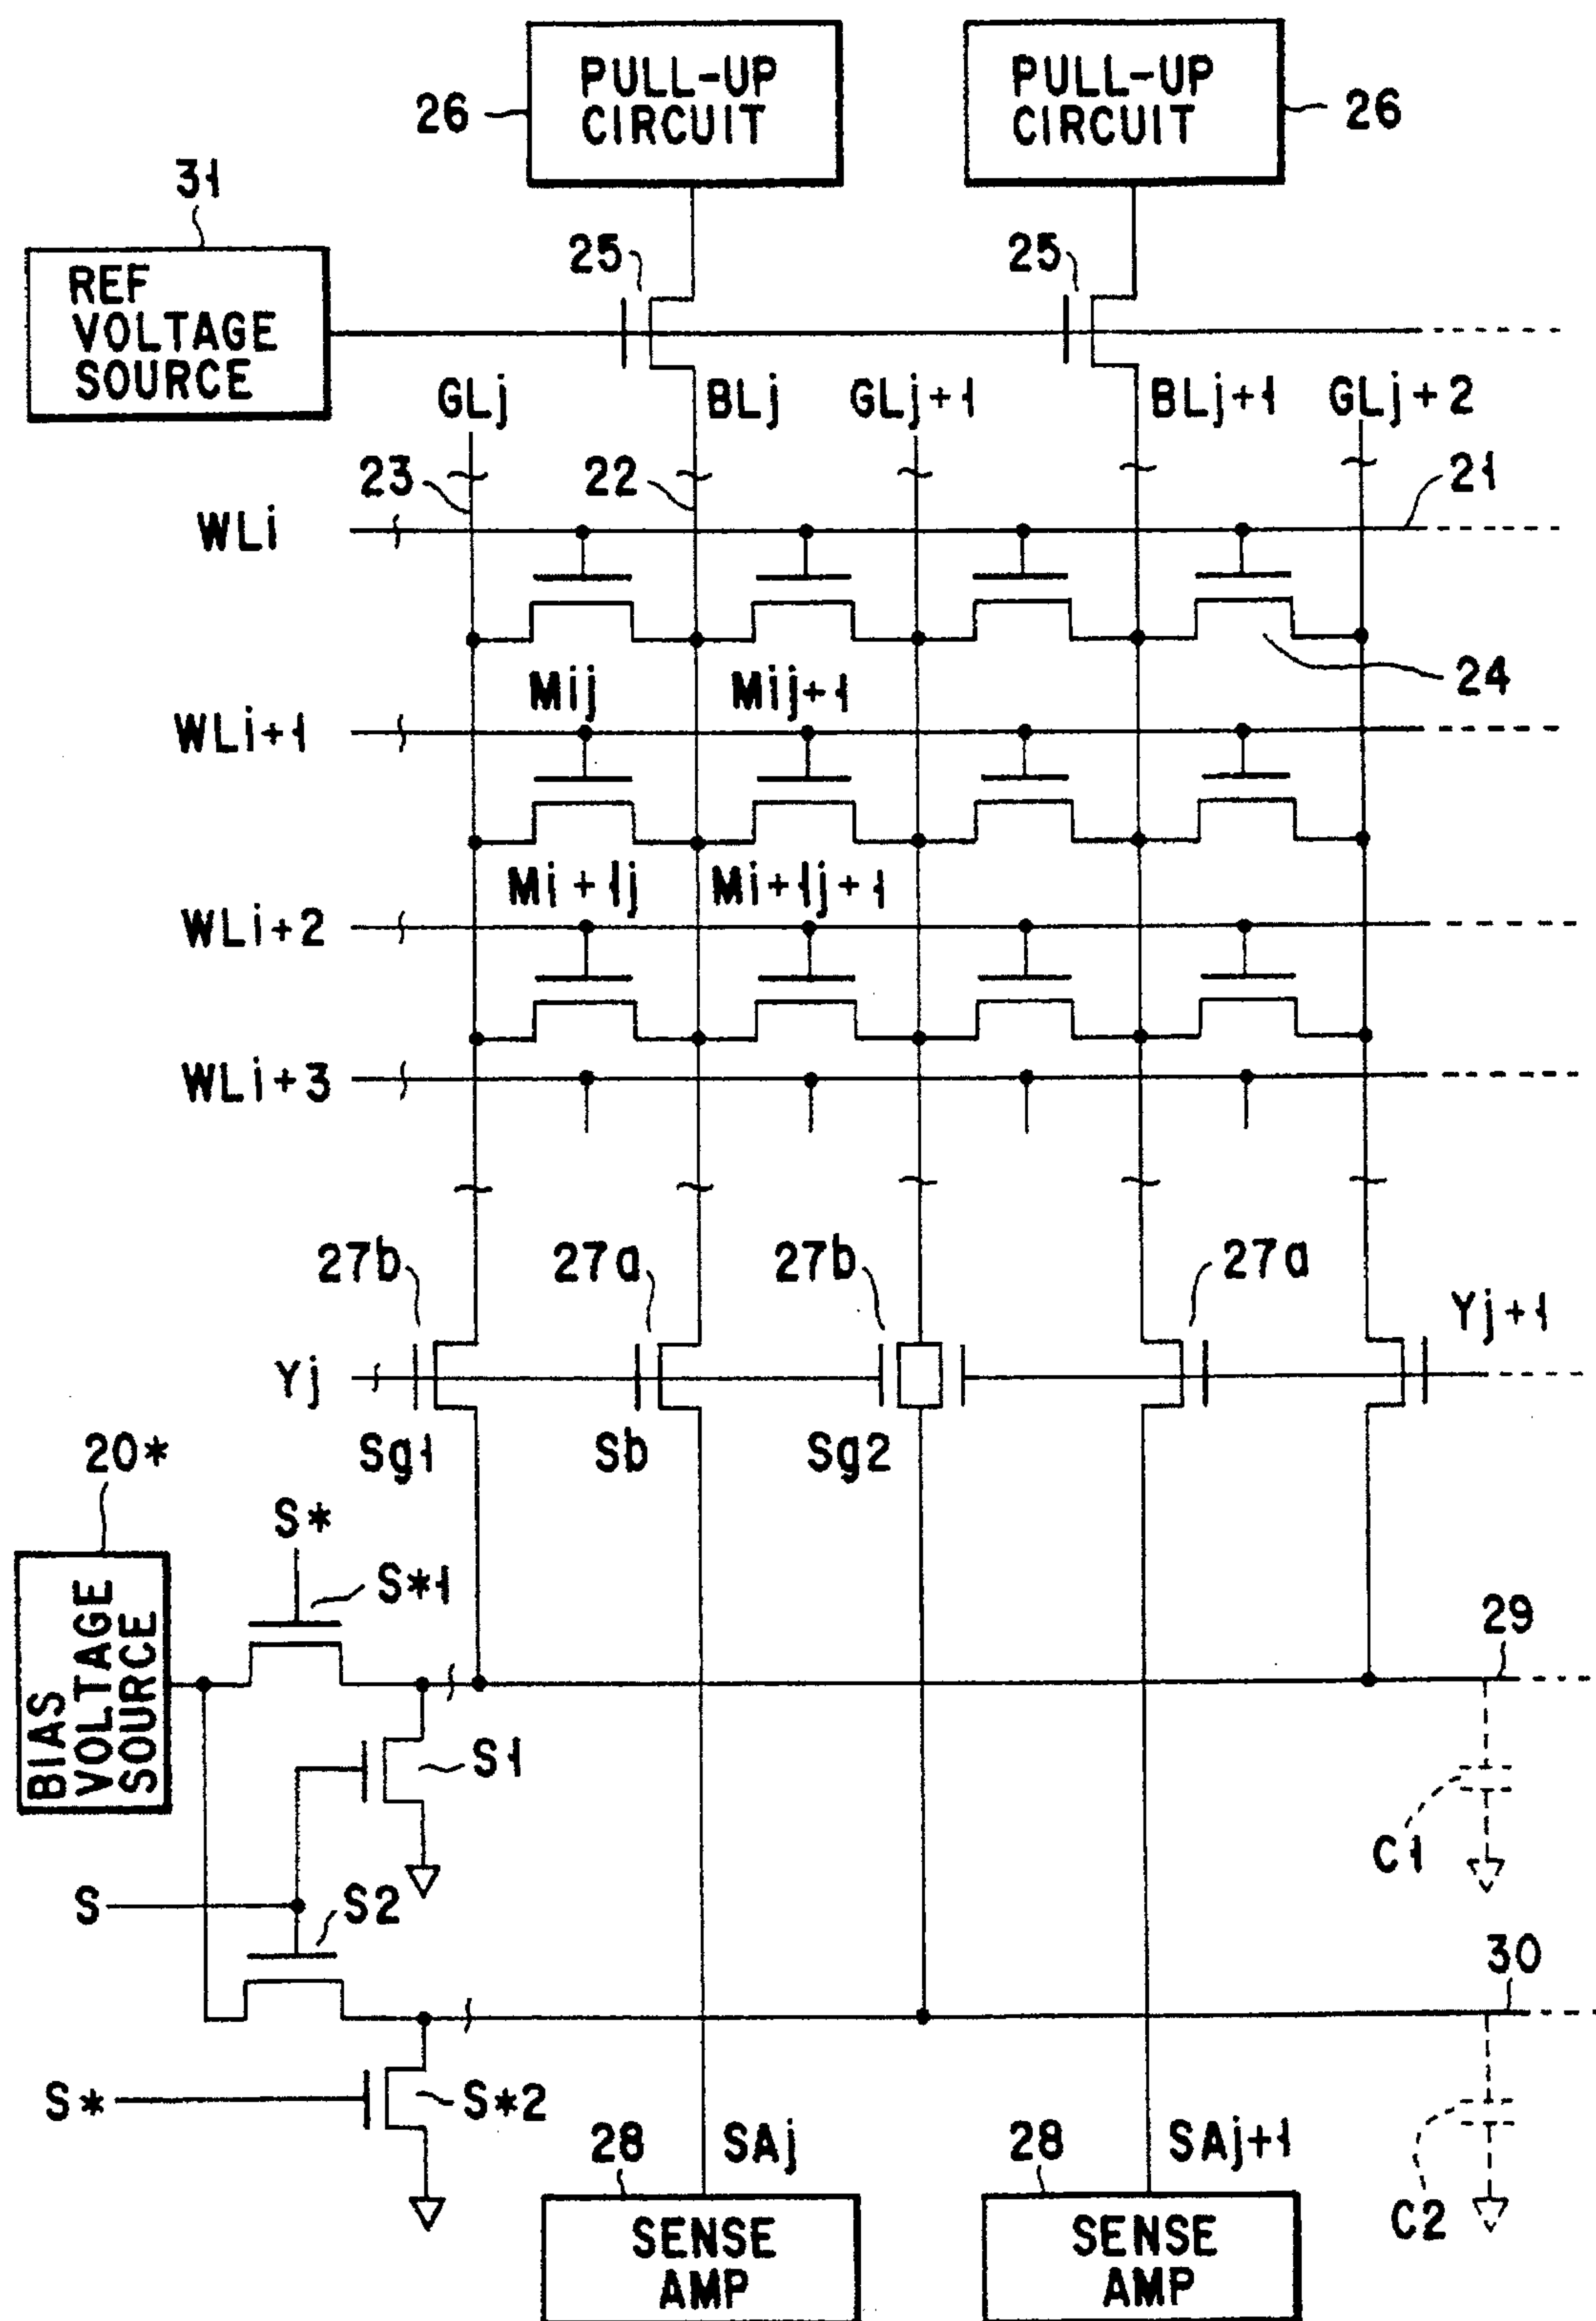 PULL-UP
CIRCUIT
26
PULL-UP
CIRCUIT
26
31
REF
VOLTAGE
SOURCE
25
25
GLj
BLj
GLj+1
BLj+1
GLj+2
23
22
21
WLi
24
Mij
Mij+1
WLi+1
Mi+1j
Mi+1j+1
WLi+2
WLi+3
27b
27a
27b
27a
Yj
Yj+1
Sg1
Sb
Sg2
20*
S*
S*1
BIAS
VOLTAGE
SOURCE
29
S1
C1
S
S2
30
S*
S*2
C2
28
SAj
28
SAj+1
SENSE
AMP
SENSE
AMP